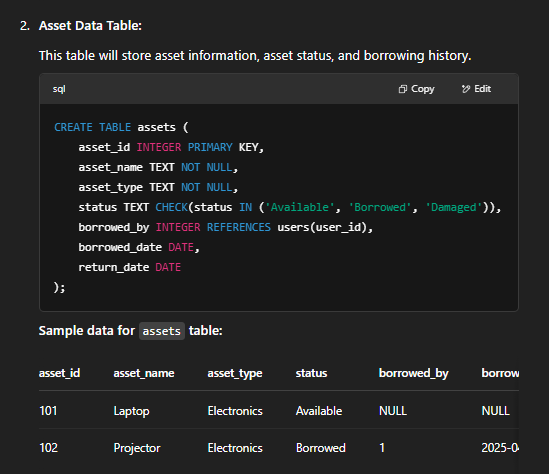 2. Asset Data Table:
This table will store asset information, asset status, and borrowing history.
sql Copy Edit
CREATE TABLE assets (
asset_id INTEGER PRIMARY KEY,
asset_name TEXT NOT NULL,
asset_type TEXT NOT NULL,
status TEXT CHECK(status IN ('Available', 'Borrowed', 'Damaged')),
borrowed_by INTEGER REFERENCES users(user_id),
borrowed_date DATE,
return_date DATE
);
Sample data for assets table:
asset_id asset_name asset_type status borrowed_by borrow
101 Laptop Electronics Available NULL NULL
102 Projector Electronics Borrowed 1 2025-0